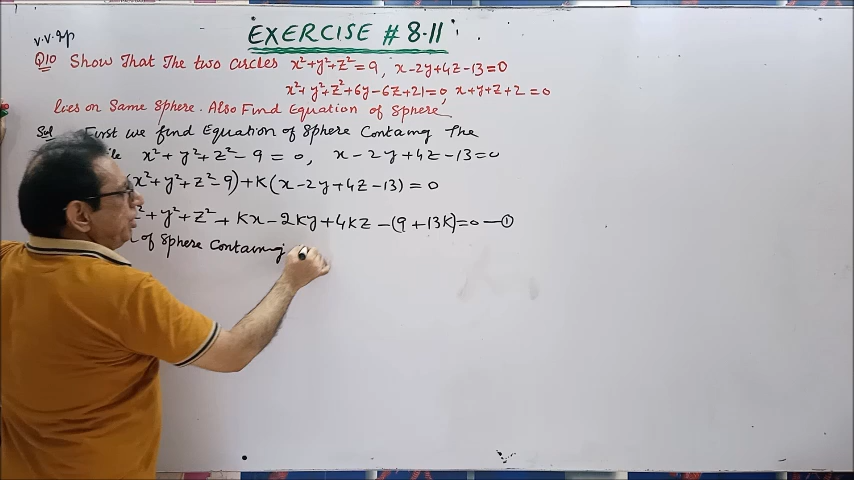 EXERCISE # 8.11
v.v.Ip
Q10 Show That The two circles x²+y²+z²=9, x-2y+4z-13=0
x²+y²+z²+6y-6z+21=0, x+y+z+2=0
lies on Same Sphere. Also Find Equation of Sphere
Sol First we find Equation of Sphere Containing The
x²+y²+z²-9=0, x-2y+4z-13=0
(x²+y²+z²-9)+K(x-2y+4z-13)=0
+y²+z²+Kx-2Ky+4Kz-(9+13K)=0 —①
of Sphere Containing